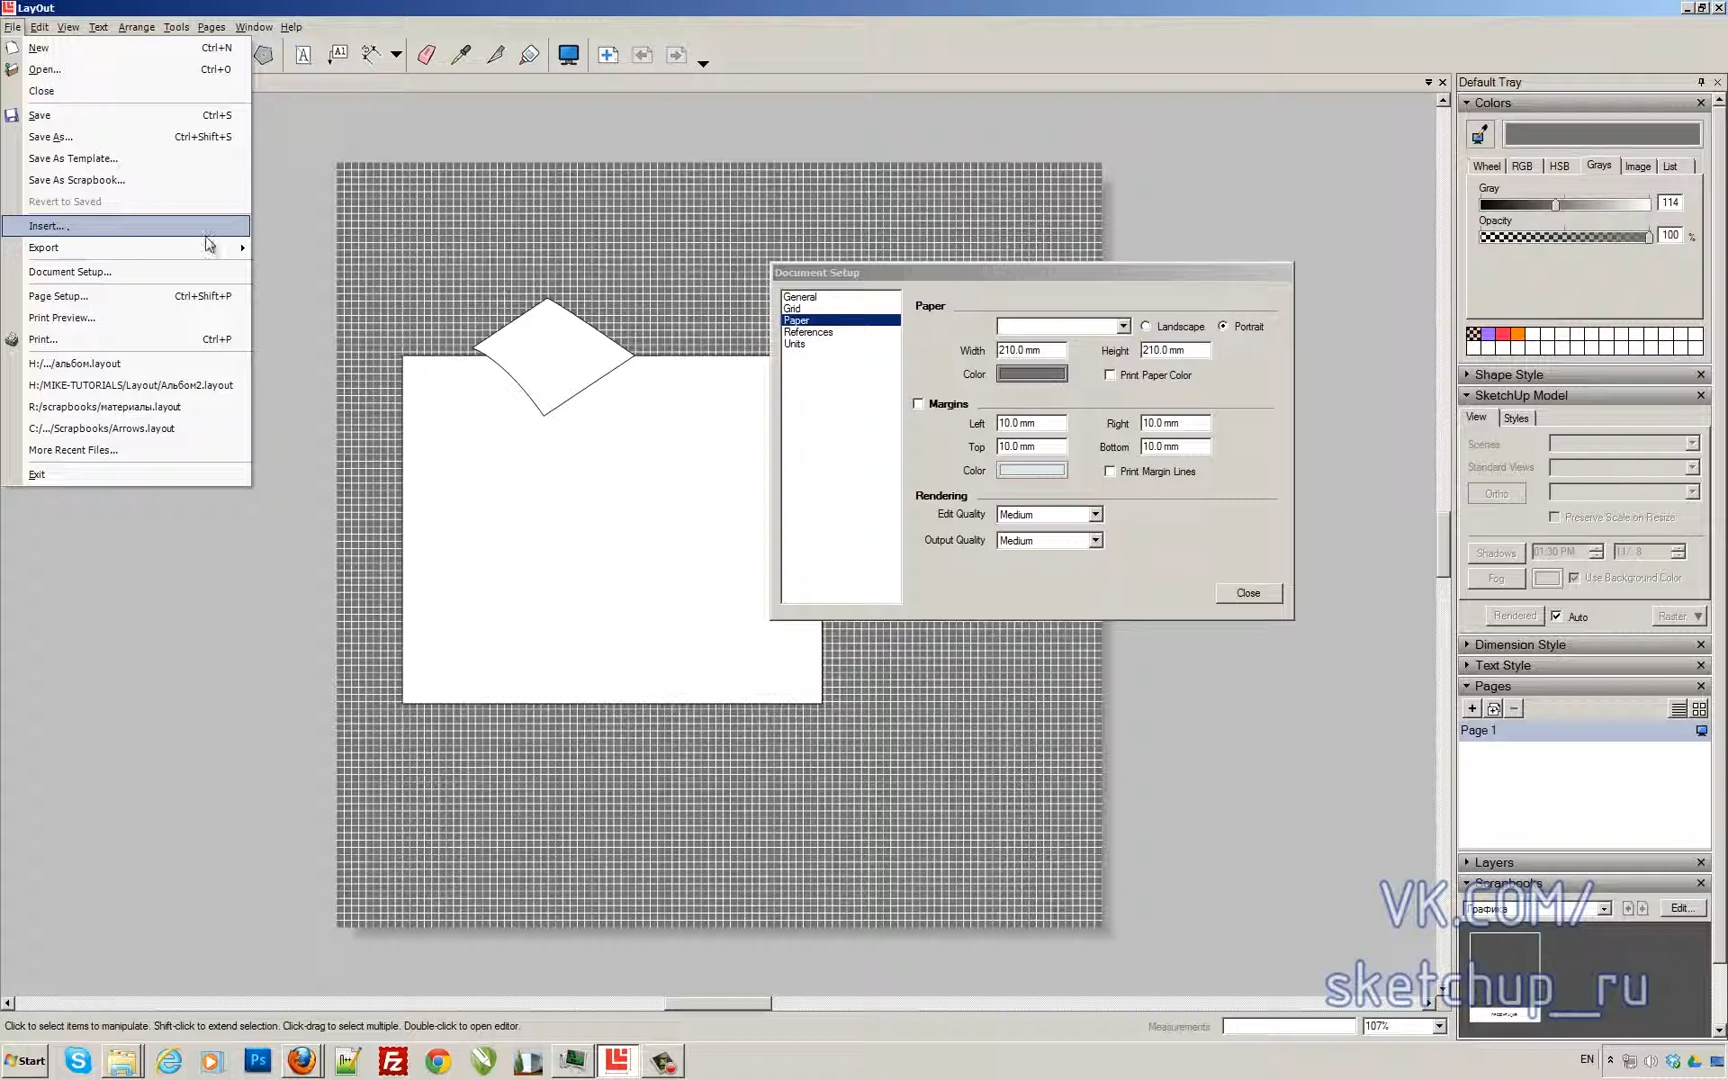 LayOut
File Edit View Text Arrange Tools Pages Window Help
New Ctrl+N
Open... Ctrl+O
Close
Save Ctrl+S
Save As... Ctrl+Shift+S
Save As Template...
Save As Scrapbook...
Revert to Saved
Insert...
Export
Document Setup...
Page Setup... Ctrl+Shift+P
Print Preview...
Print... Ctrl+P
H:/.../альбом.layout
H:/MIKE-TUTORIALS/Layout/Альбом2.layout
R:/scrapbooks/материалы.layout
C:/.../Scrapbooks/Arrows.layout
More Recent Files...
Exit
Document Setup
General
Grid
Paper
References
Units
Paper
Landscape Portrait
Width 210.0 mm Height 210.0 mm
Color Print Paper Color
Margins
Left 10.0 mm Right 10.0 mm
Top 10.0 mm Bottom 10.0 mm
Color Print Margin Lines
Rendering
Edit Quality Medium
Output Quality Medium
Close
Default Tray
Colors
Wheel RGB HSB Grays Image List
Gray
114
Opacity
100 %
Shape Style
SketchUp Model
View Styles
Scenes
Standard Views
Ortho
Preserve Scale on Resize
Shadows 01:30 PM 11/ 8
Fog Use Background Color
Rendered Auto Raster
Dimension Style
Text Style
Pages
Page 1
Layers
Scrapbooks
Графика Edit...
VK.COM/
sketchup_ru
Click to select items to manipulate. Shift-click to extend selection. Click-drag to select multiple. Double-click to open editor.
Measurements 107%
Start Ps Fz EN